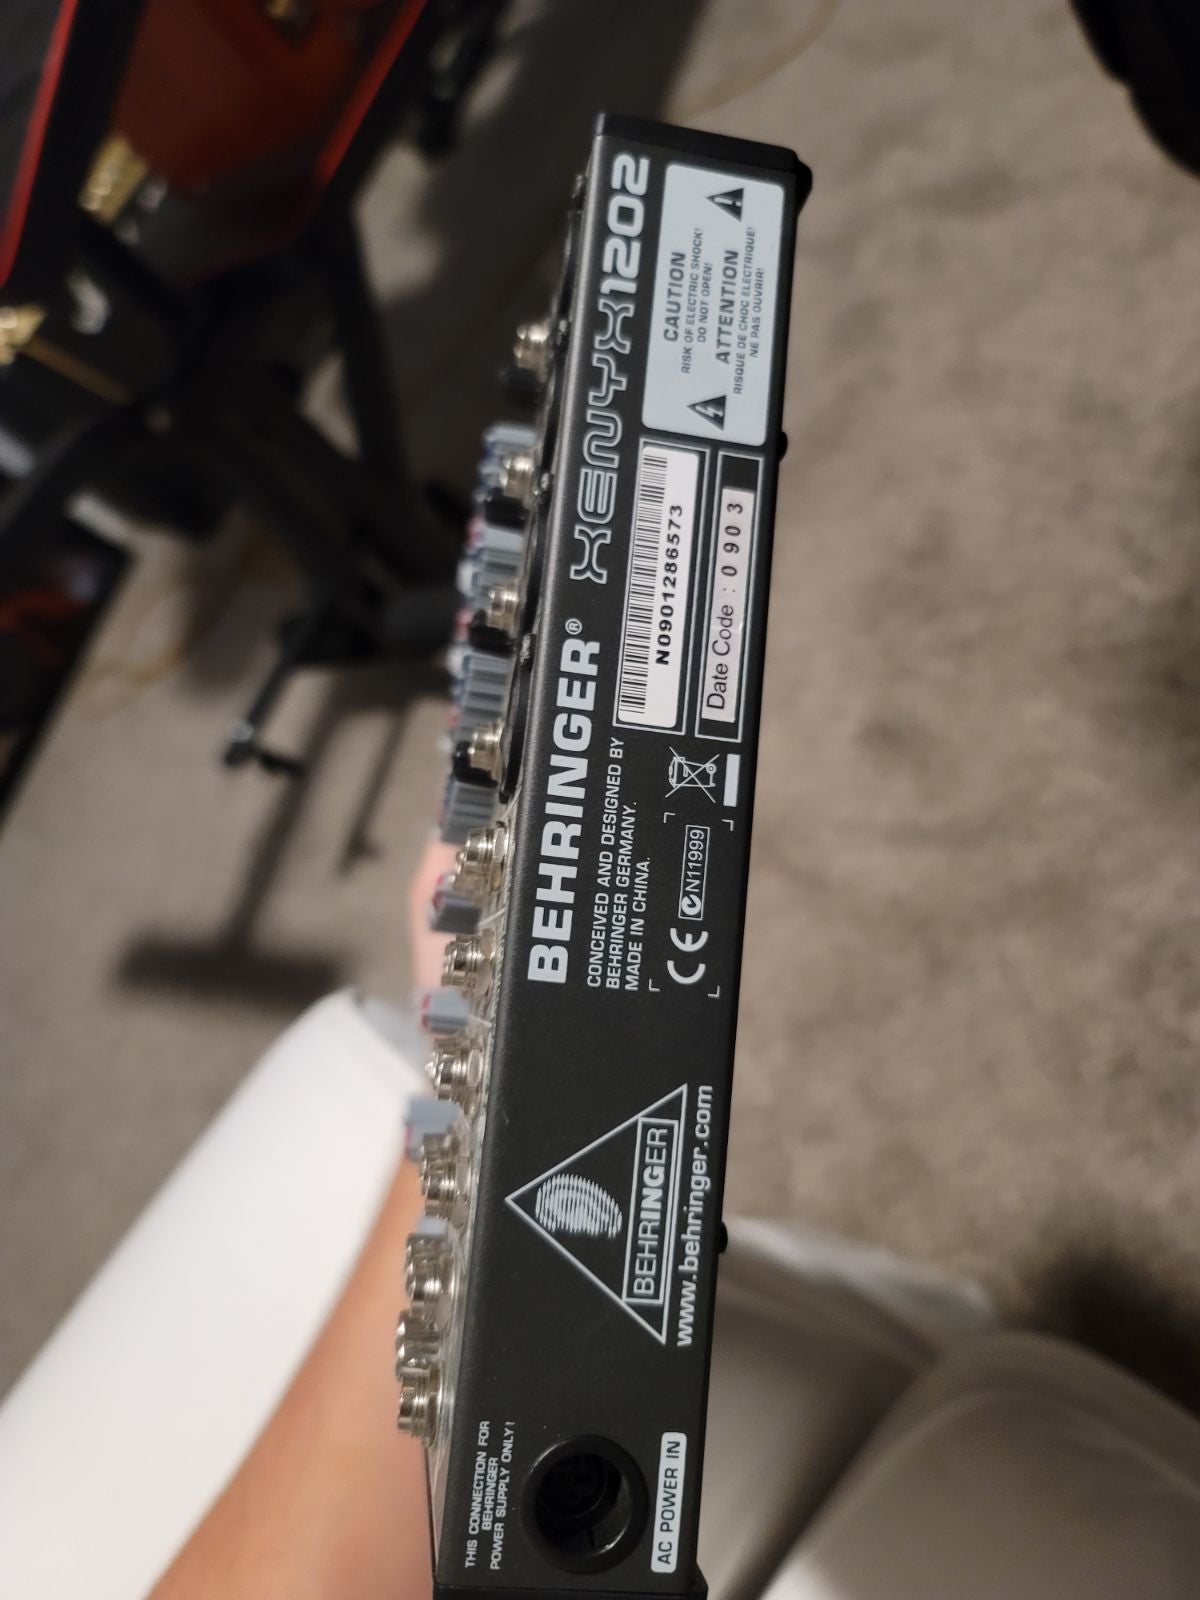 BEHRINGER® XENYX1202
CONCEIVED AND DESIGNED BY
BEHRINGER GERMANY.
MADE IN CHINA.
CE N11999
N0901286573
Date Code : 0903
CAUTION
RISK OF ELECTRIC SHOCK!
DO NOT OPEN!
ATTENTION
RISQUE DE CHOC ELECTRIQUE!
NE PAS OUVRIR!
BEHRINGER
www.behringer.com
THIS CONNECTION FOR
BEHRINGER
POWER SUPPLY ONLY!
AC POWER IN